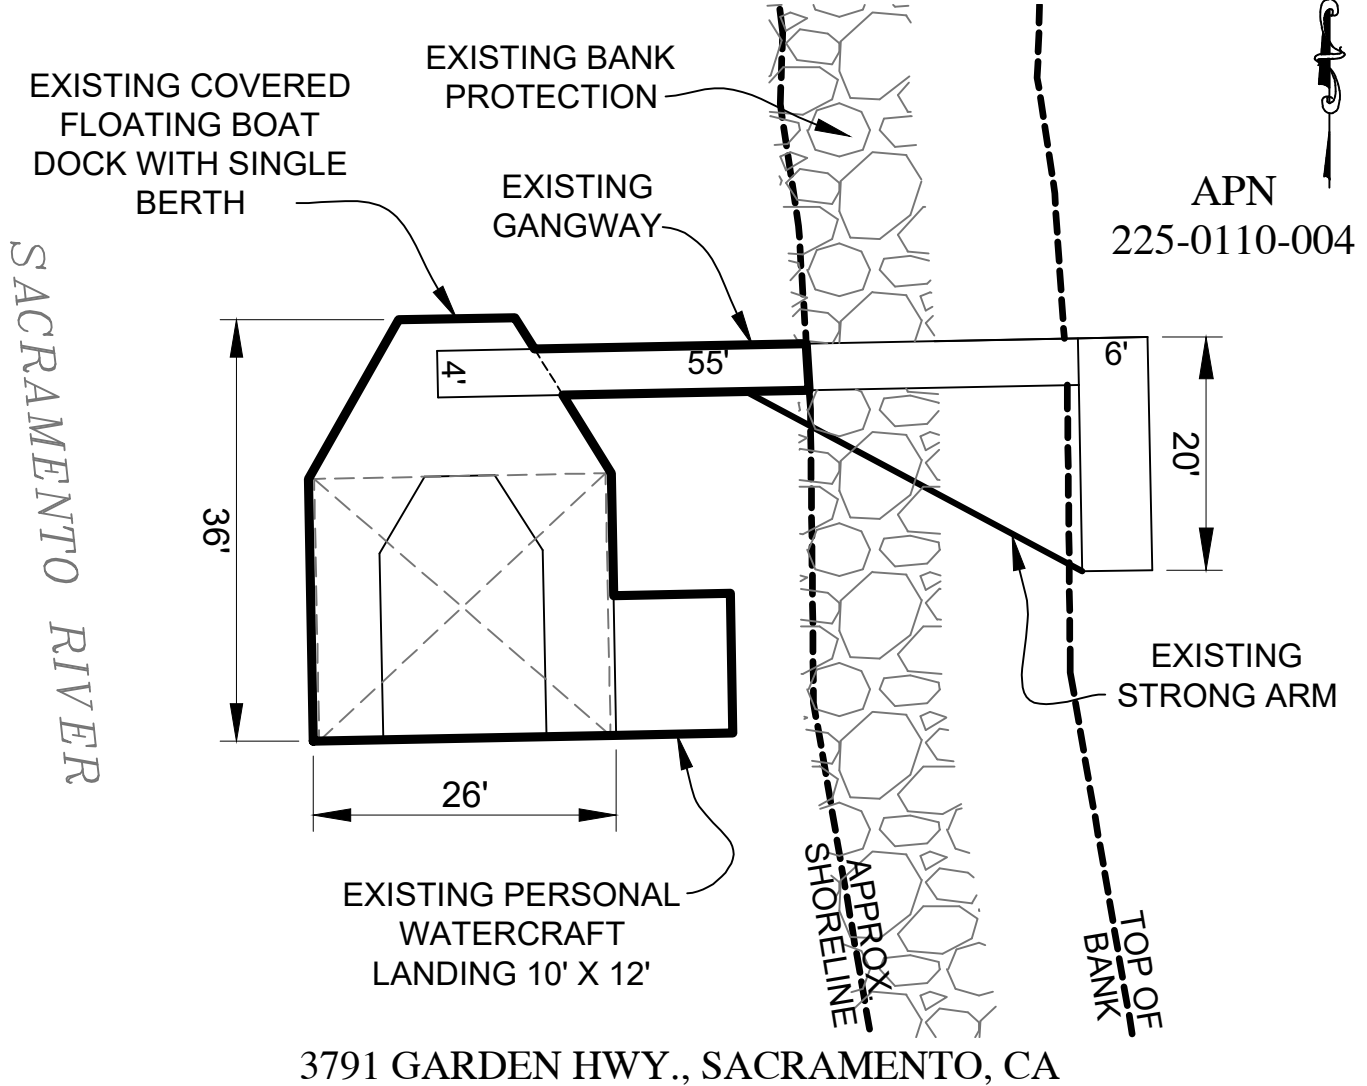 EXISTING COVERED
FLOATING BOAT
DOCK WITH SINGLE
BERTH
EXISTING BANK
PROTECTION
EXISTING
GANGWAY
APN
225-0110-004
SACRAMENTO RIVER
4'
55'
6'
20'
36'
26'
EXISTING
STRONG ARM
EXISTING PERSONAL
WATERCRAFT
LANDING 10' X 12'
APPROX.
SHORELINE
TOP OF
BANK
3791 GARDEN HWY., SACRAMENTO, CA